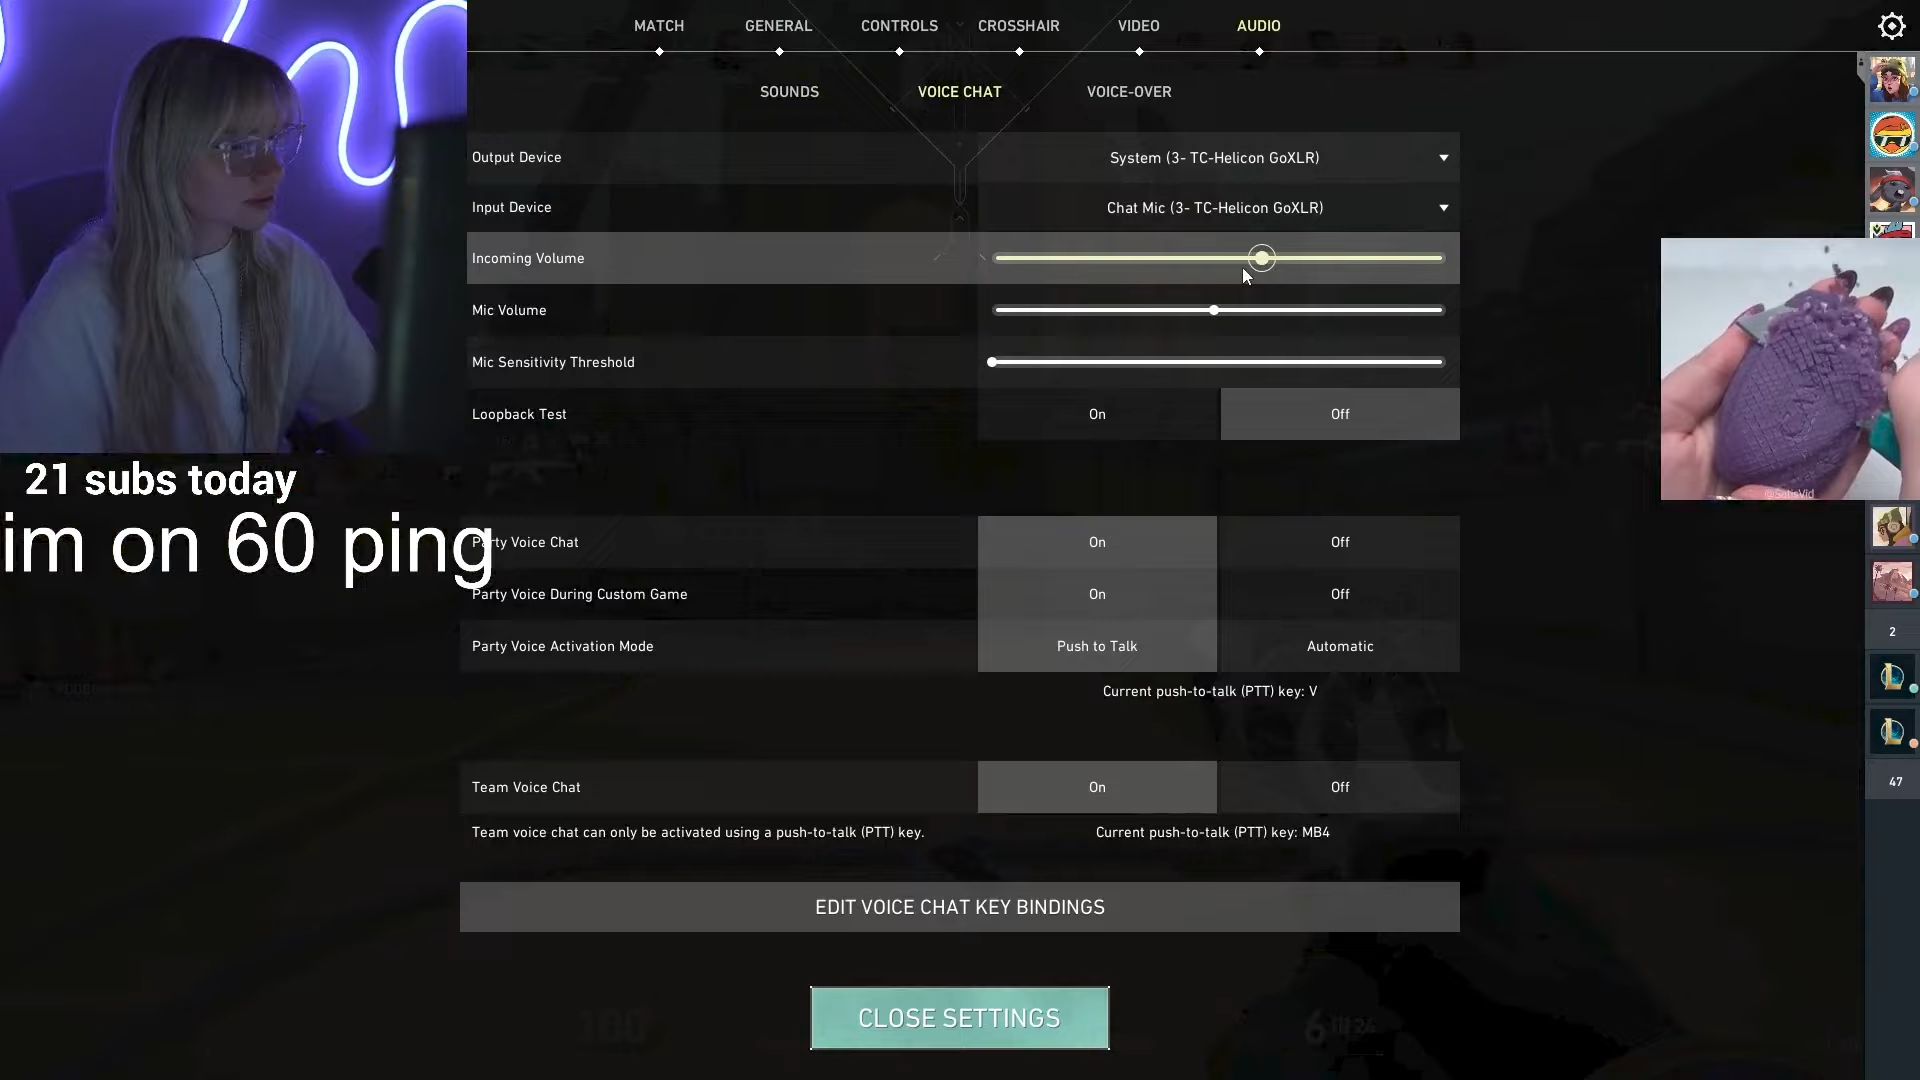 MATCH GENERAL CONTROLS CROSSHAIR VIDEO AUDIO
SOUNDS VOICE CHAT VOICE-OVER
Output Device System (3- TC-Helicon GoXLR)
Input Device Chat Mic (3- TC-Helicon GoXLR)
Incoming Volume
Mic Volume
Mic Sensitivity Threshold
Loopback Test On Off
21 subs today
im on 60 ping
@SatisVid
Party Voice Chat On Off
Party Voice During Custom Game On Off
Party Voice Activation Mode Push to Talk Automatic
Current push-to-talk (PTT) key: V
2
Team Voice Chat On Off
47
Team voice chat can only be activated using a push-to-talk (PTT) key. Current push-to-talk (PTT) key: MB4
EDIT VOICE CHAT KEY BINDINGS
CLOSE SETTINGS
100